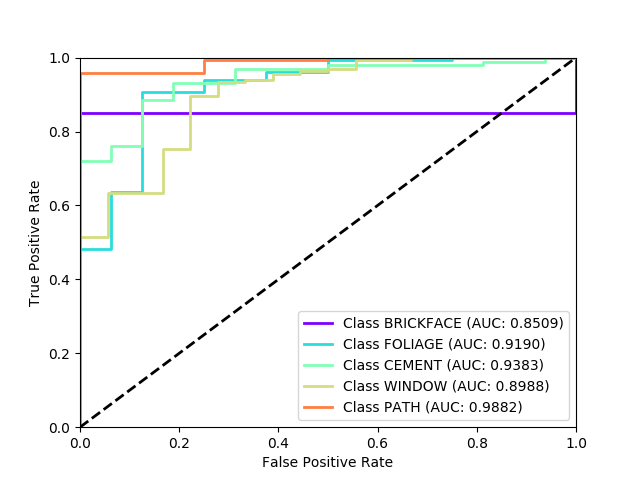 1.0
0.8
0.6
0.4
0.2
0.0
True Positive Rate
Class BRICKFACE (AUC: 0.8509)
Class FOLIAGE (AUC: 0.9190)
Class CEMENT (AUC: 0.9383)
Class WINDOW (AUC: 0.8988)
Class PATH (AUC: 0.9882)
0.0 0.2 0.4 0.6 0.8 1.0
False Positive Rate